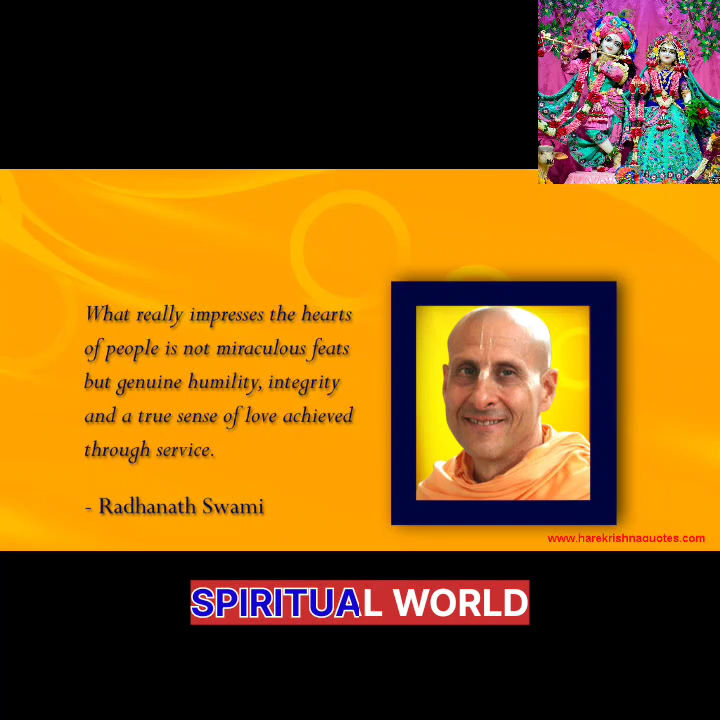 What really impresses the hearts
of people is not miraculous feats
but genuine humility, integrity
and a true sense of love achieved
through service.
- Radhanath Swami
www.harekrishnaquotes.com
SPIRITUAL WORLD